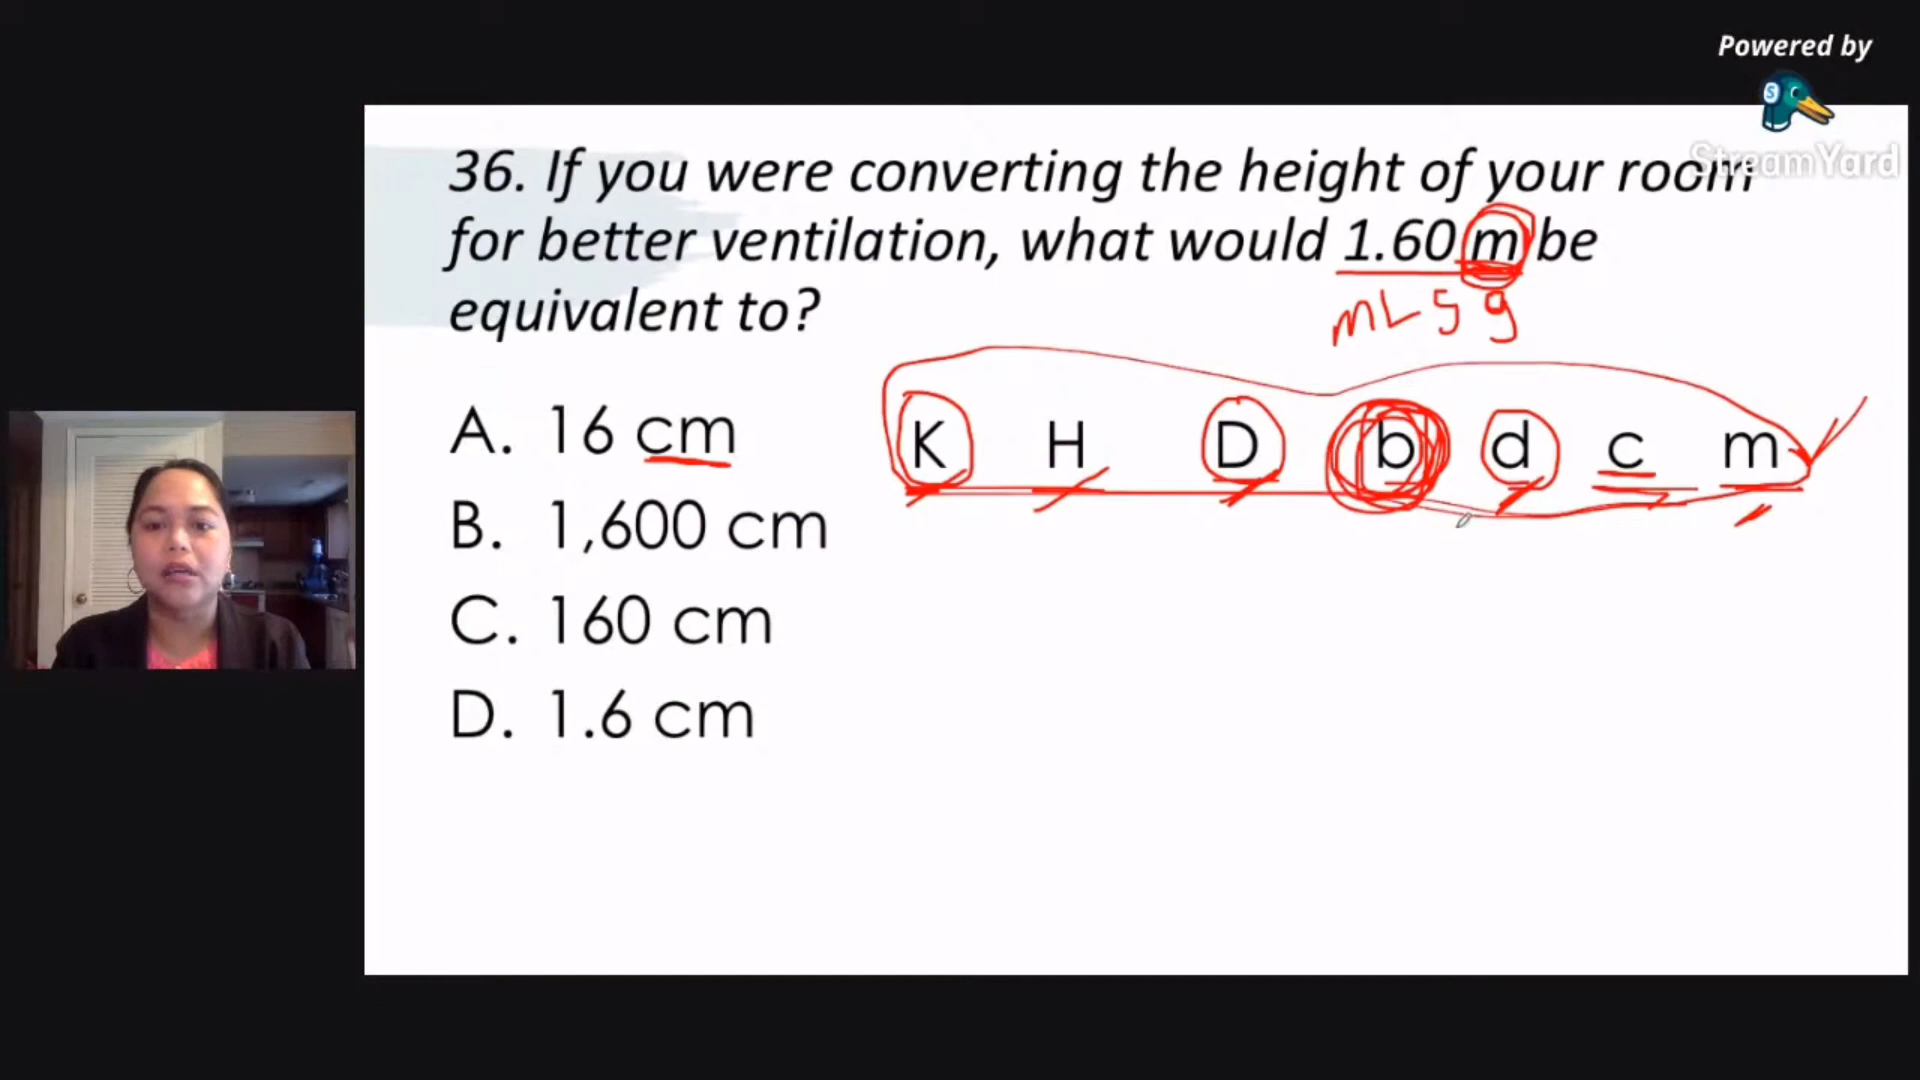 Powered by
StreamYard
36. If you were converting the height of your room
for better ventilation, what would 1.60 m be
equivalent to?
mL s g
A. 16 cm
B. 1,600 cm
C. 160 cm
D. 1.6 cm
K H D b d c m